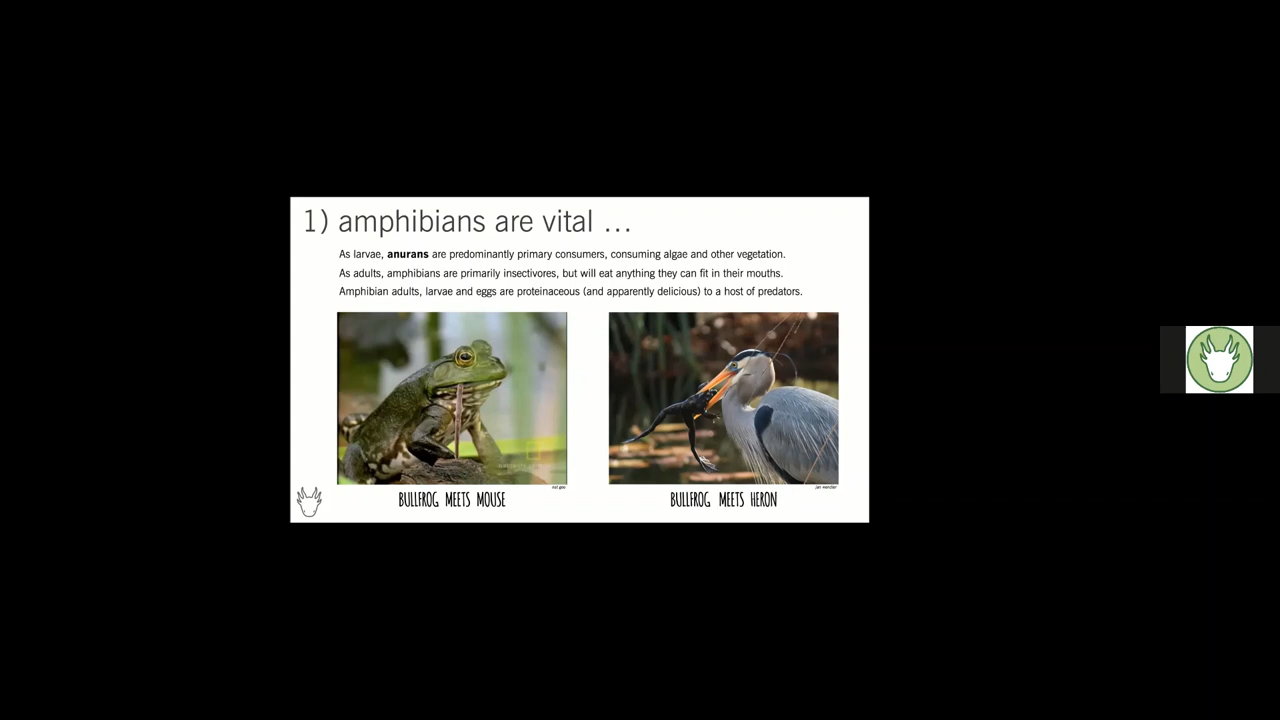 1) amphibians are vital …
As larvae, anurans are predominantly primary consumers, consuming algae and other vegetation.
As adults, amphibians are primarily insectivores, but will eat anything they can fit in their mouths.
Amphibian adults, larvae and eggs are proteinaceous (and apparently delicious) to a host of predators.
nat geo
BULLFROG MEETS MOUSE
BULLFROG MEETS HERON